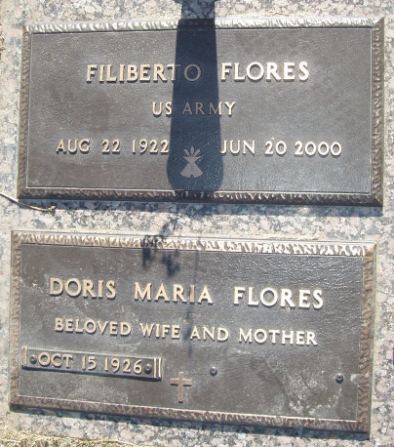 FILIBERTO FLORES
US ARMY
AUG 22 1922 JUN 20 2000
DORIS MARIA FLORES
BELOVED WIFE AND MOTHER
OCT 15 1926